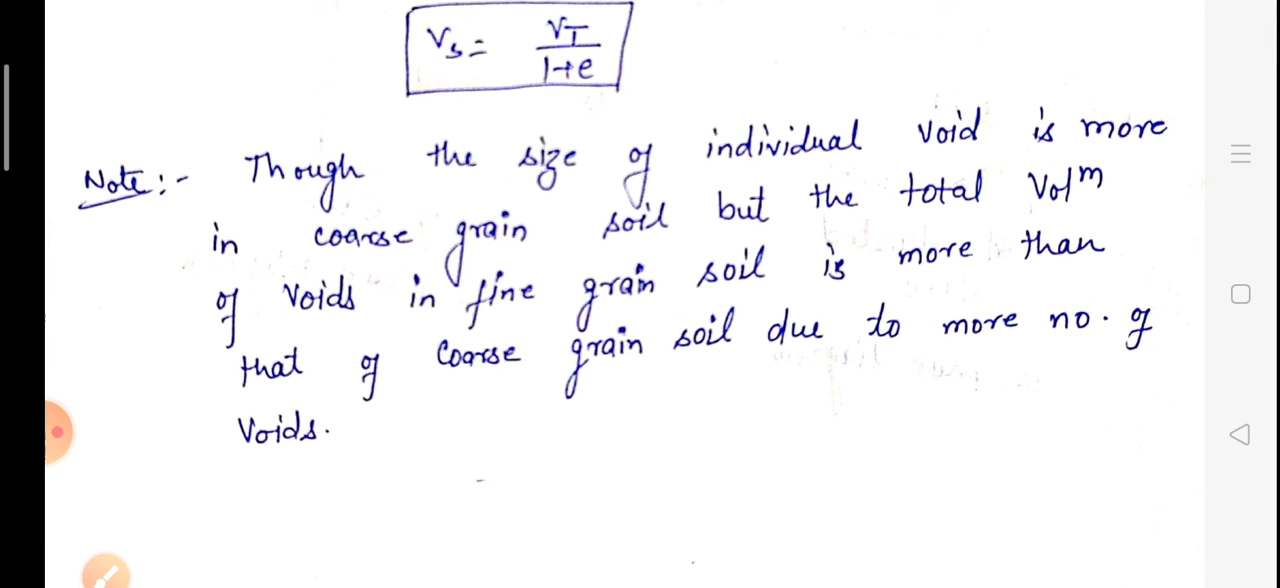 Vs = VT / 1+e
Note:- Though the size of individual void is more
in coarse grain soil but the total Volm
of voids in fine grain soil is more than
that of coarse grain soil due to more no. of
voids.